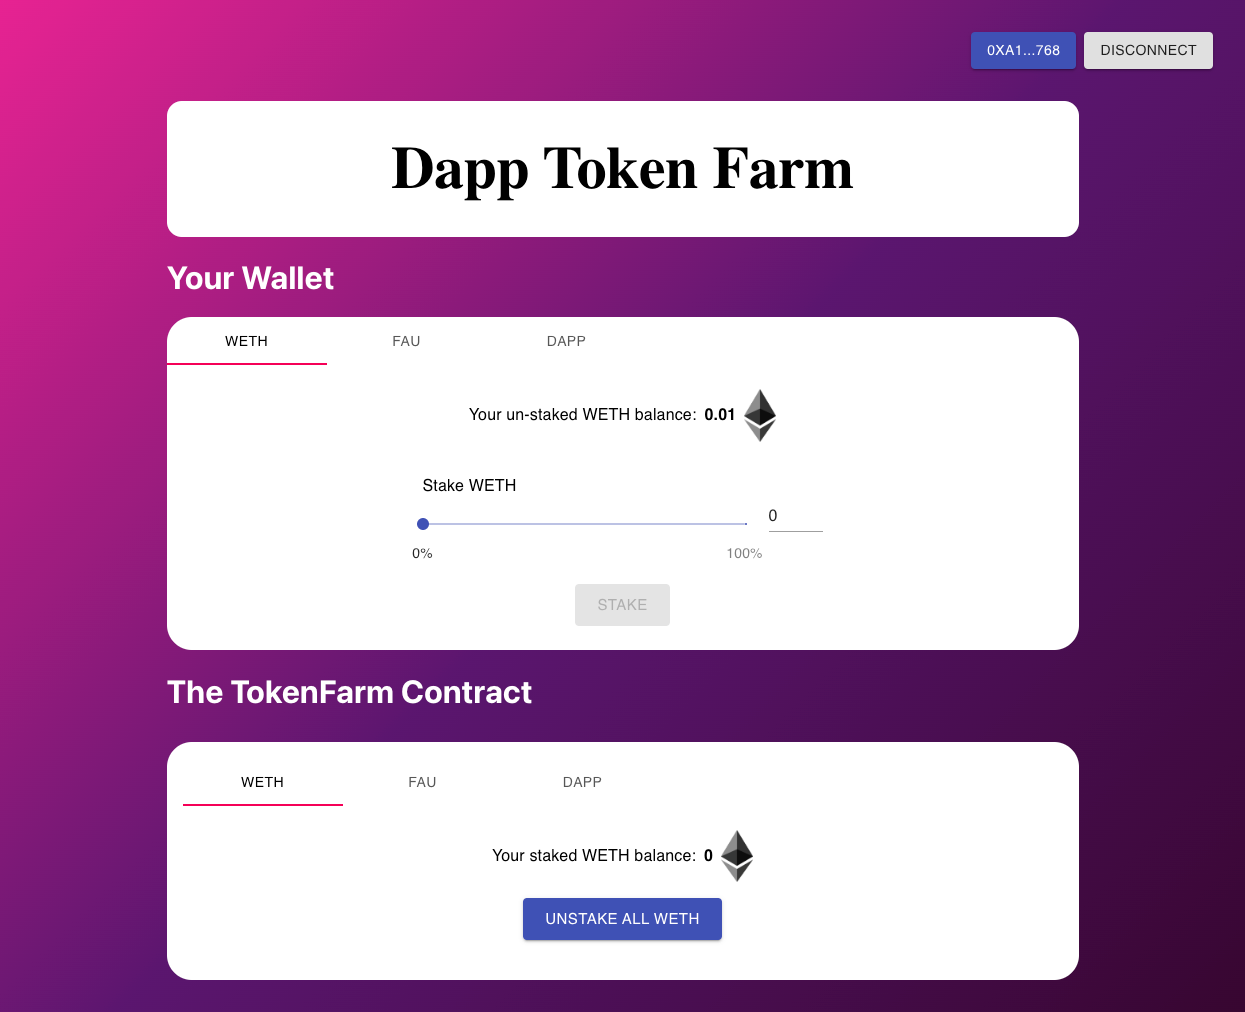 0XA1...768 DISCONNECT
Dapp Token Farm
Your Wallet
WETH FAU DAPP
Your un-staked WETH balance: 0.01
Stake WETH
0
0% 100%
STAKE
The TokenFarm Contract
WETH FAU DAPP
Your staked WETH balance: 0
UNSTAKE ALL WETH